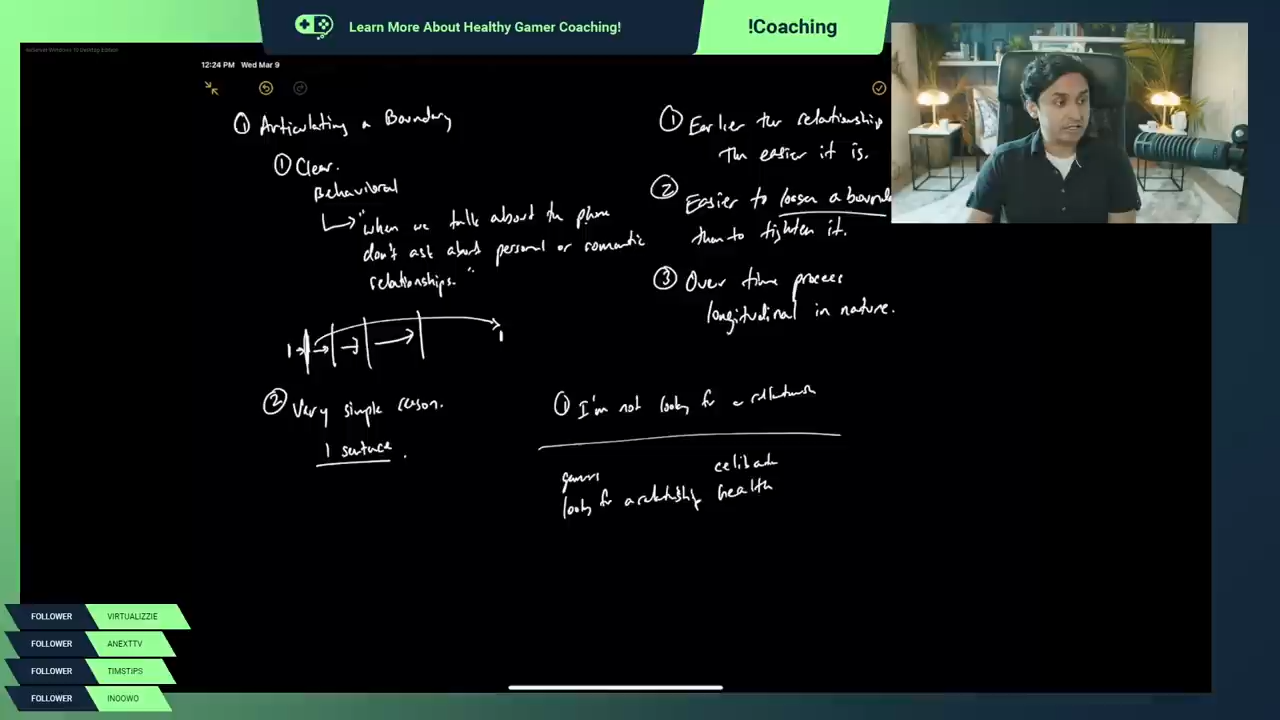 Learn More About Healthy Gamer Coaching!
!Coaching
12:24 PM Wed Mar 9
① Articulating a Boundary
① Clear.
Behavioral
"when we talk about the phone
don't ask about personal or romantic
relationships."
② Very simple reason.
1 sentence.
① Earlier the relationship
The easier it is.
② Easier to loosen a bounda
than to tighten it.
③ Over time process
longitudinal in nature.
① I'm not looking for a relationship
looking for a relationship
celibate
health
FOLLOWER VIRTUALIZZIE
FOLLOWER ANEXTTV
FOLLOWER TIMSTIPS
FOLLOWER INOOWO